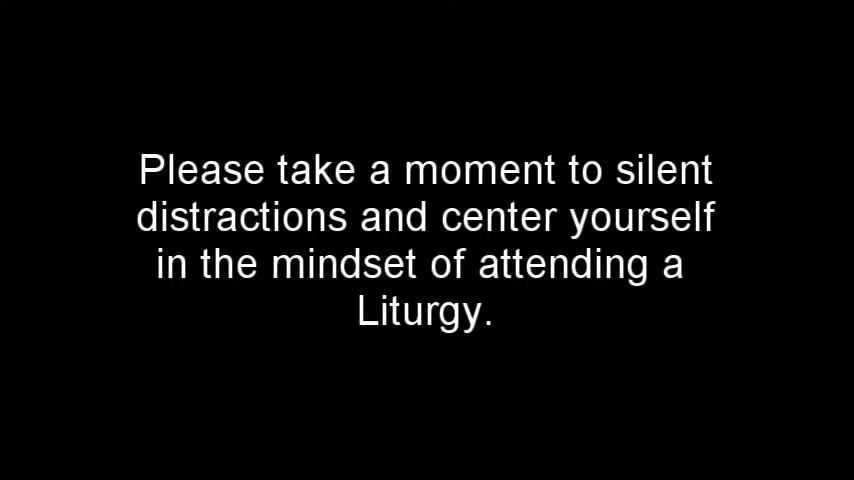 Please take a moment to silent
distractions and center yourself
in the mindset of attending a
Liturgy.